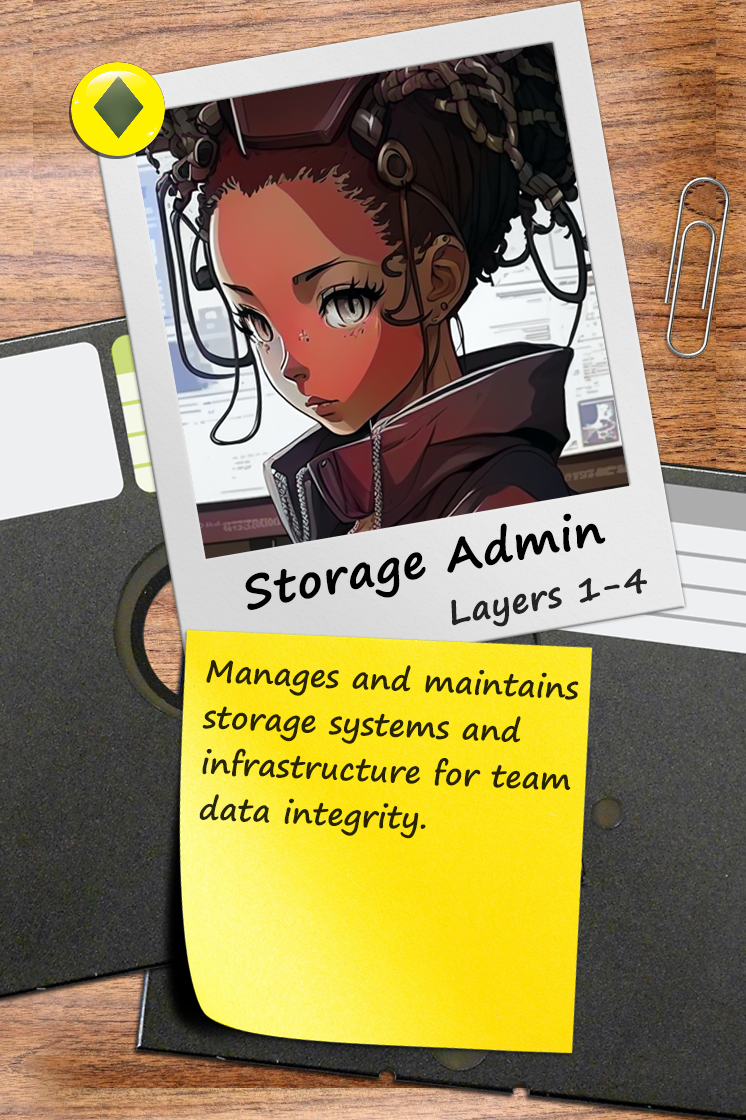 Storage Admin
Layers 1-4
Manages and maintains
storage systems and
infrastructure for team
data integrity.